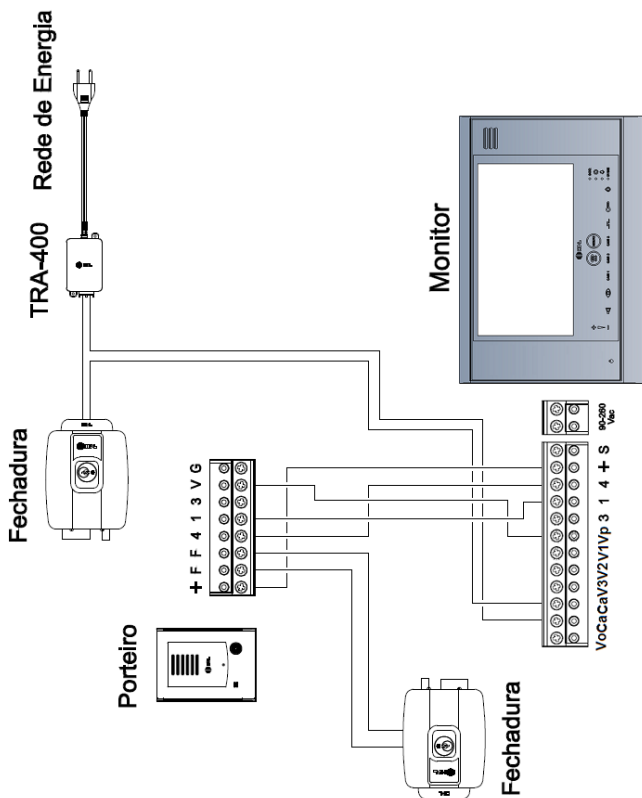 Rede de Energia
TRA-400
Fechadura
Monitor
+ F F 4 1 3 V G
Porteiro
90-260
Vac
VoCaCaV3V2V1Vp 3 1 4 + S
Fechadura